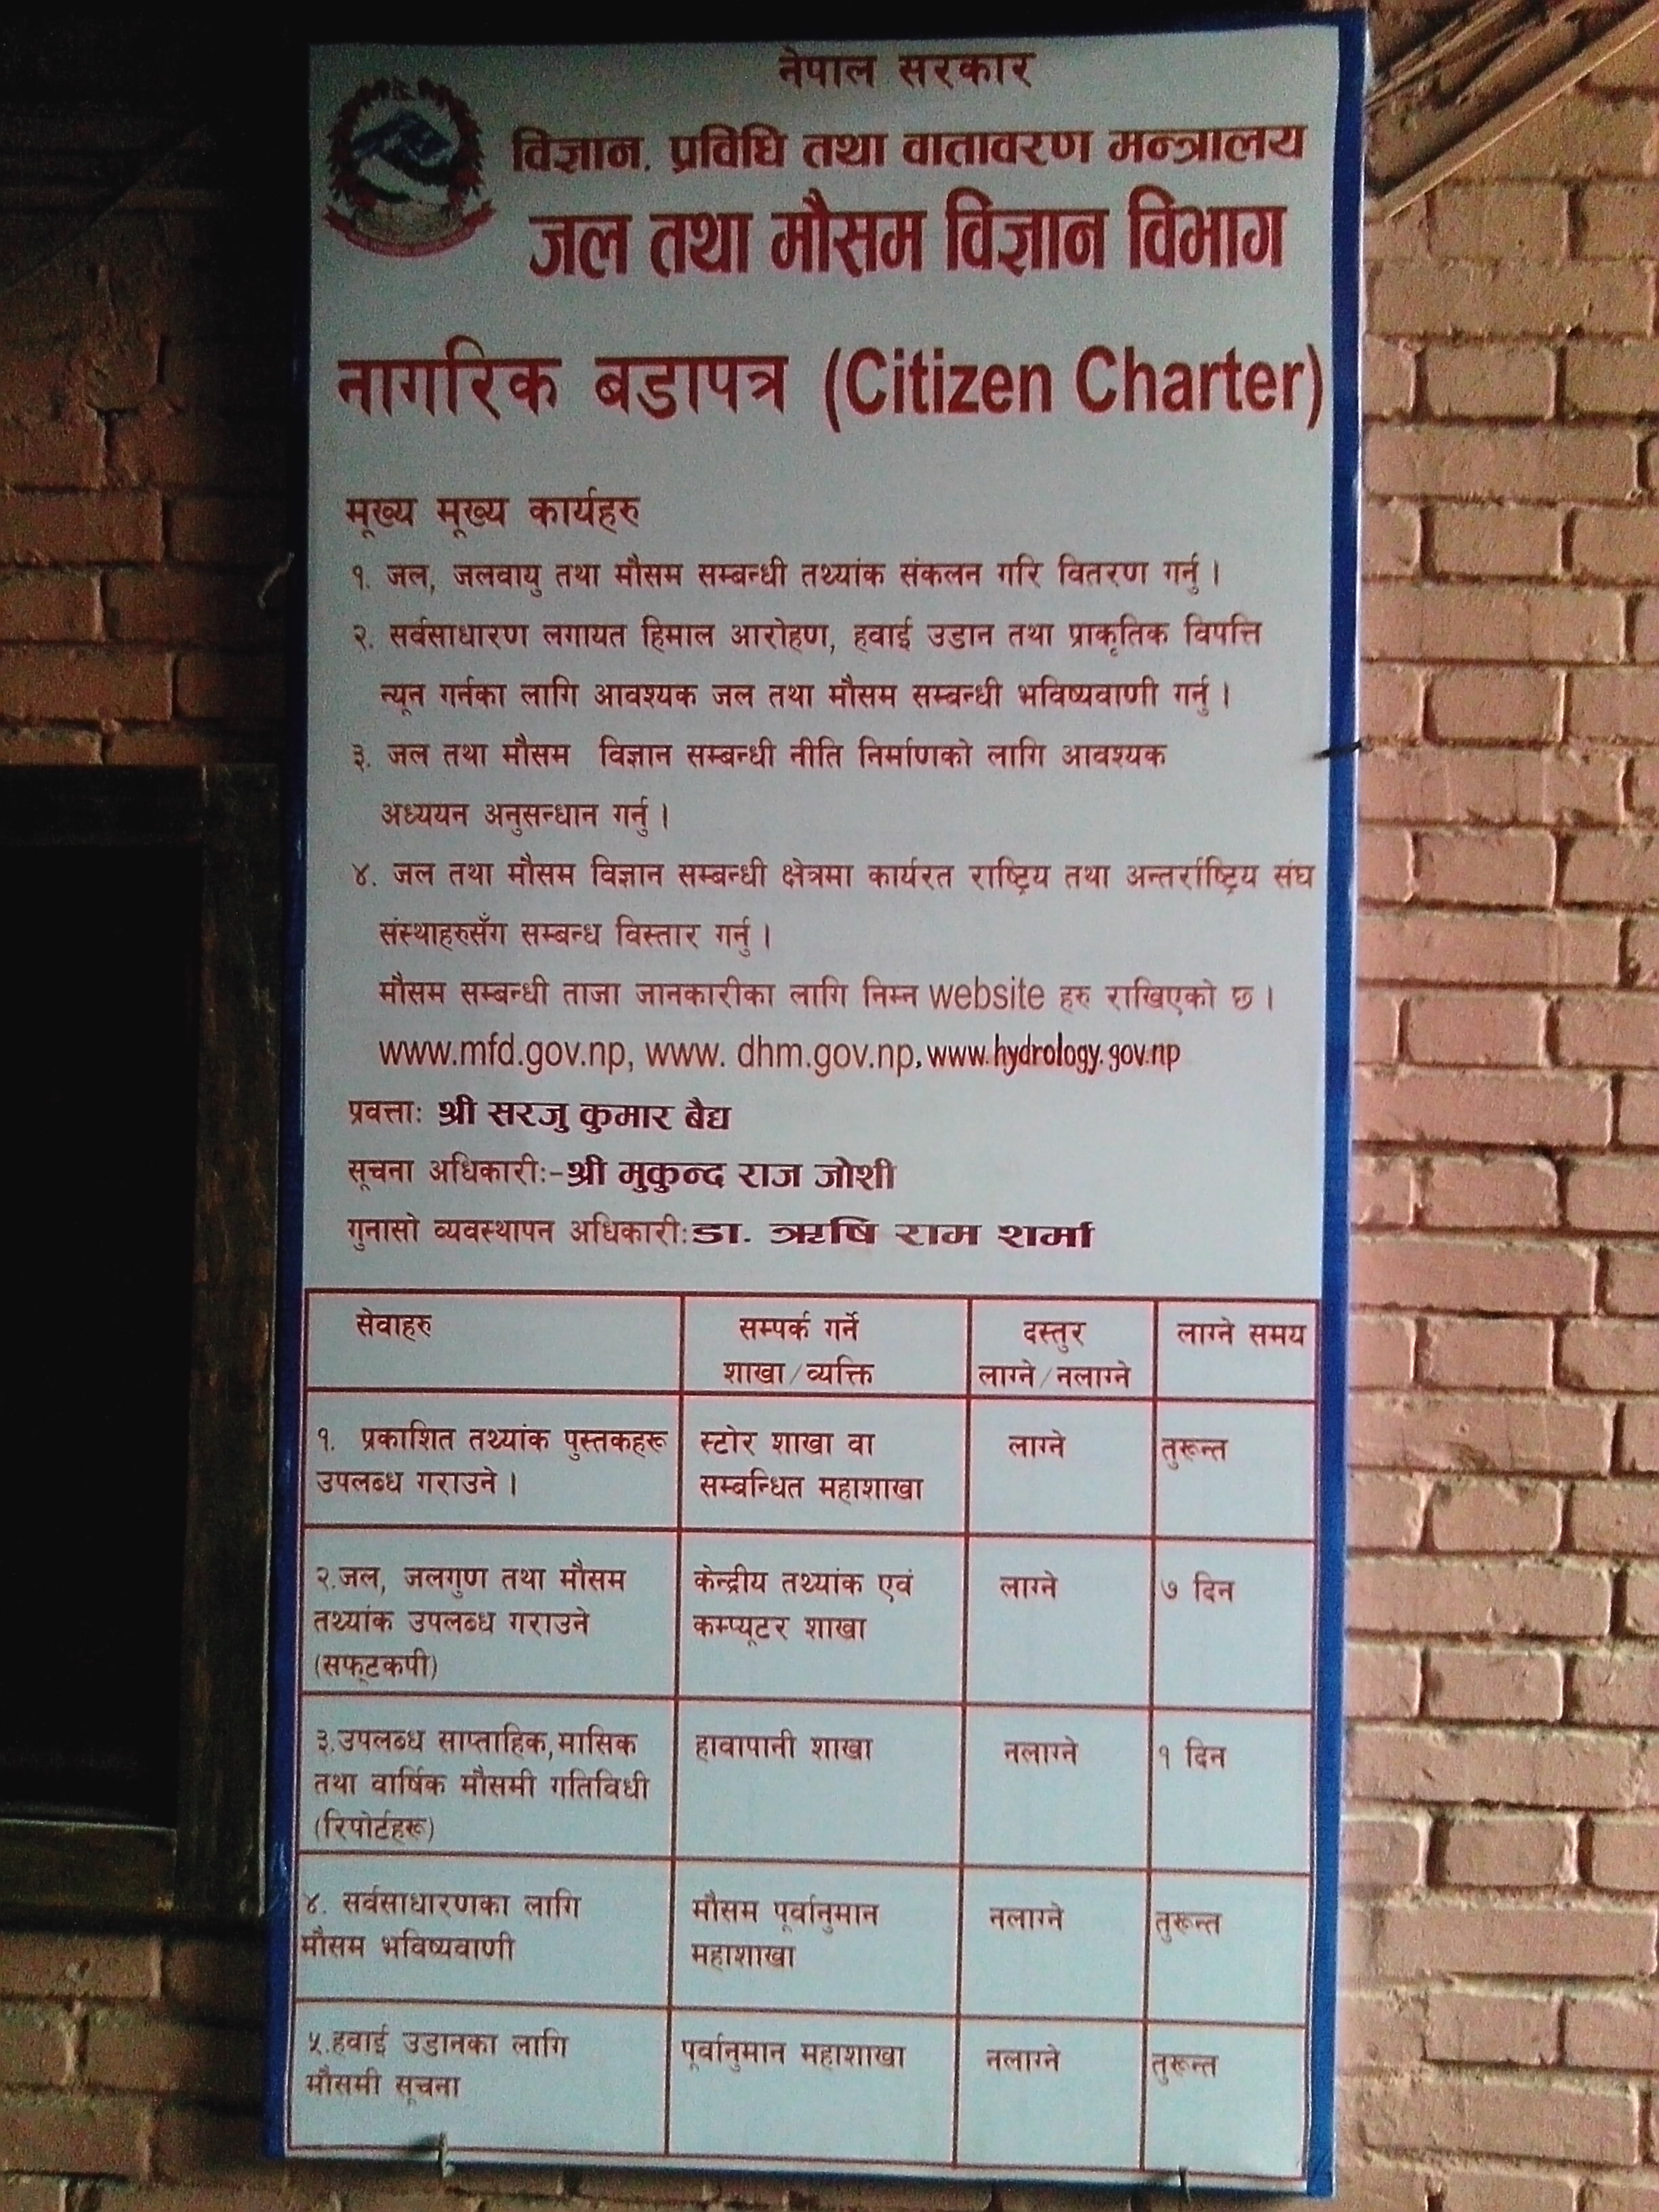 नेपाल सरकार
विज्ञान. प्रविधि तथा वातावरण मन्त्रालय
जल तथा मौसम विज्ञान विभाग
नागरिक बडापत्र (Citizen Charter)
मूख्य मूख्य कार्यहरु
१. जल, जलवायु तथा मौसम सम्बन्धी तथ्यांक संकलन गरि वितरण गर्नु ।
२. सर्वसाधारण लगायत हिमाल आरोहण, हवाई उडान तथा प्राकृतिक विपत्ति
न्यून गर्नका लागि आवश्यक जल तथा मौसम सम्बन्धी भविष्यवाणी गर्नु ।
३. जल तथा मौसम विज्ञान सम्बन्धी नीति निर्माणको लागि आवश्यक
अध्ययन अनुसन्धान गर्नु ।
४. जल तथा मौसम विज्ञान सम्बन्धी क्षेत्रमा कार्यरत राष्ट्रिय तथा अन्तर्राष्ट्रिय संघ
संस्थाहरुसँग सम्बन्ध विस्तार गर्नु ।
मौसम सम्बन्धी ताजा जानकारीका लागि निम्न website हरु राखिएको छ ।
www.mfd.gov.np, www. dhm.gov.np, www.hydrology.gov.np
प्रवत्ताः श्री सरजु कुमार बैद्य
सूचना अधिकारीः-श्री मुकुन्द राज जोशी
गुनासो व्यवस्थापन अधिकारीः डा. ऋषि राम शर्मा
सेवाहरु
सम्पर्क गर्ने
शाखा/व्यक्ति
दस्तुर
लाग्ने/नलाग्ने
लाग्ने समय
१. प्रकाशित तथ्यांक पुस्तकहरू
उपलब्ध गराउने ।
स्टोर शाखा वा
सम्बन्धित महाशाखा
लाग्ने
तुरून्त
२.जल, जलगुण तथा मौसम
तथ्यांक उपलब्ध गराउने
(सफ्टकपी)
केन्द्रीय तथ्यांक एवं
कम्प्यूटर शाखा
लाग्ने
७ दिन
३.उपलब्ध साप्ताहिक,मासिक
तथा वार्षिक मौसमी गतिविधी
(रिपोर्टहरू)
हावापानी शाखा
नलाग्ने
१ दिन
४. सर्वसाधारणका लागि
मौसम भविष्यवाणी
मौसम पूर्वानुमान
महाशाखा
नलाग्ने
तुरून्त
५.हवाई उडानका लागि
मौसमी सूचना
पूर्वानुमान महाशाखा
नलाग्ने
तुरून्त